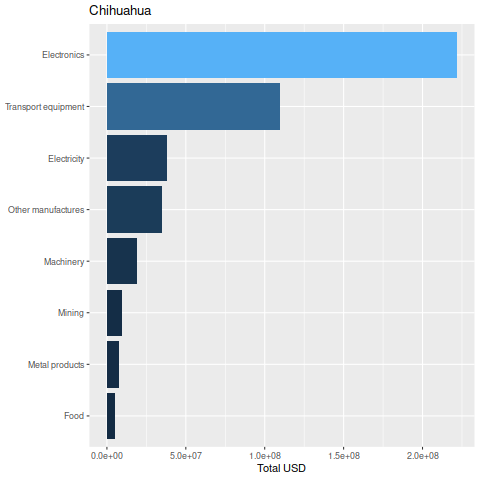 Chihuahua
Electronics
Transport equipment
Electricity
Other manufactures
Machinery
Mining
Metal products
Food
0.0e+00 5.0e+07 1.0e+08 1.5e+08 2.0e+08
Total USD